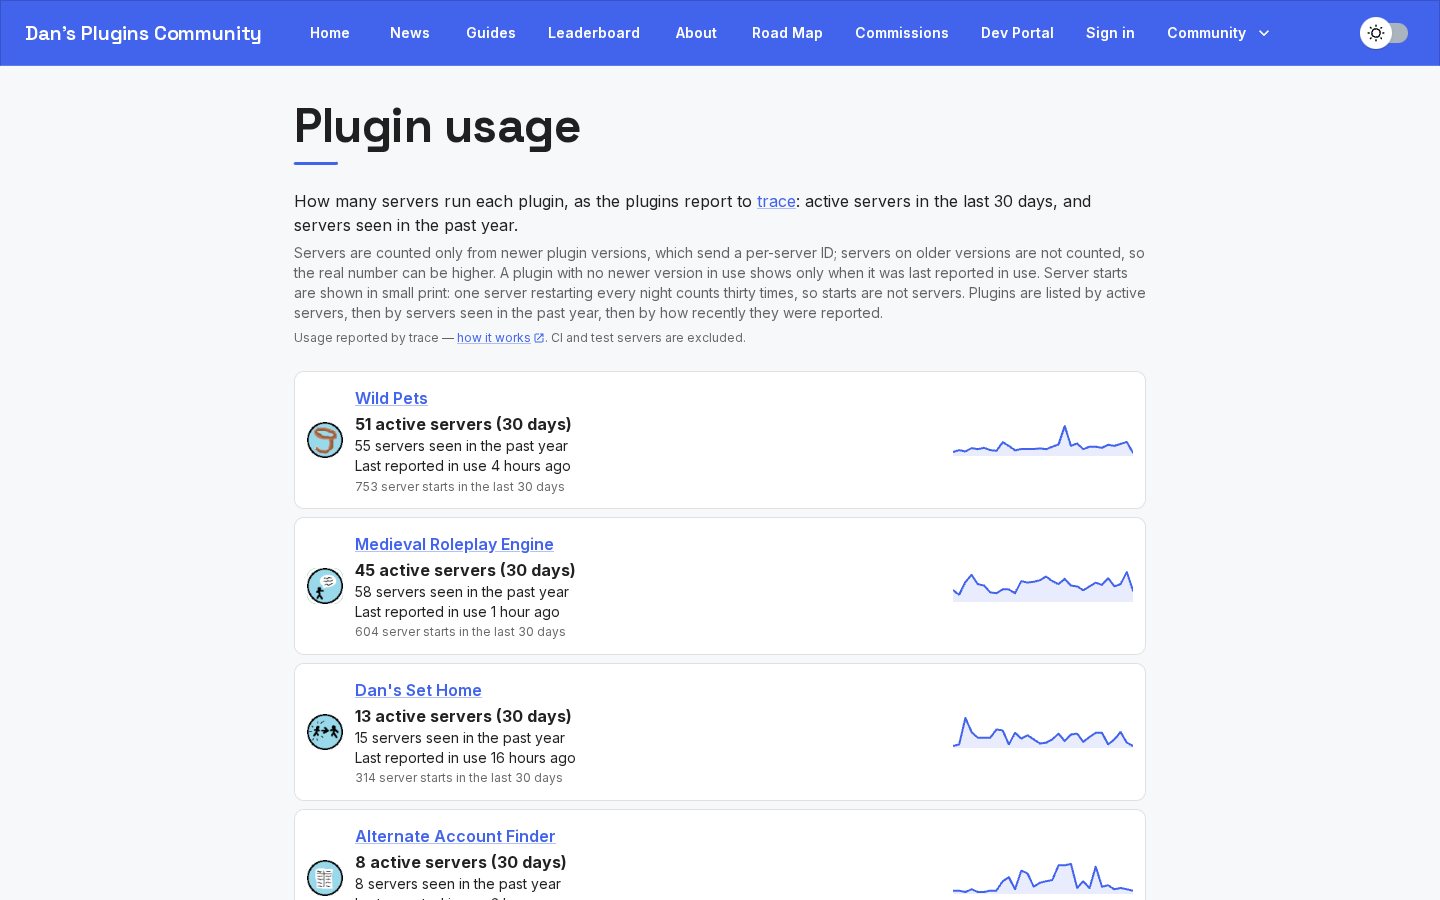 Dan's Plugins Community
Home
News
Guides
Leaderboard
About
Road Map
Commissions
Dev Portal
Sign in
Community
Plugin usage
How many servers run each plugin, as the plugins report to trace: active servers in the last 30 days, and
servers seen in the past year.
Servers are counted only from newer plugin versions, which send a per-server ID; servers on older versions are not counted, so
the real number can be higher. A plugin with no newer version in use shows only when it was last reported in use. Server starts
are shown in small print: one server restarting every night counts thirty times, so starts are not servers. Plugins are listed by active
servers, then by servers seen in the past year, then by how recently they were reported.
Usage reported by trace — how it works. CI and test servers are excluded.
Wild Pets
51 active servers (30 days)
55 servers seen in the past year
Last reported in use 4 hours ago
753 server starts in the last 30 days
Medieval Roleplay Engine
45 active servers (30 days)
58 servers seen in the past year
Last reported in use 1 hour ago
604 server starts in the last 30 days
Dan's Set Home
13 active servers (30 days)
15 servers seen in the past year
Last reported in use 16 hours ago
314 server starts in the last 30 days
Alternate Account Finder
8 active servers (30 days)
8 servers seen in the past year